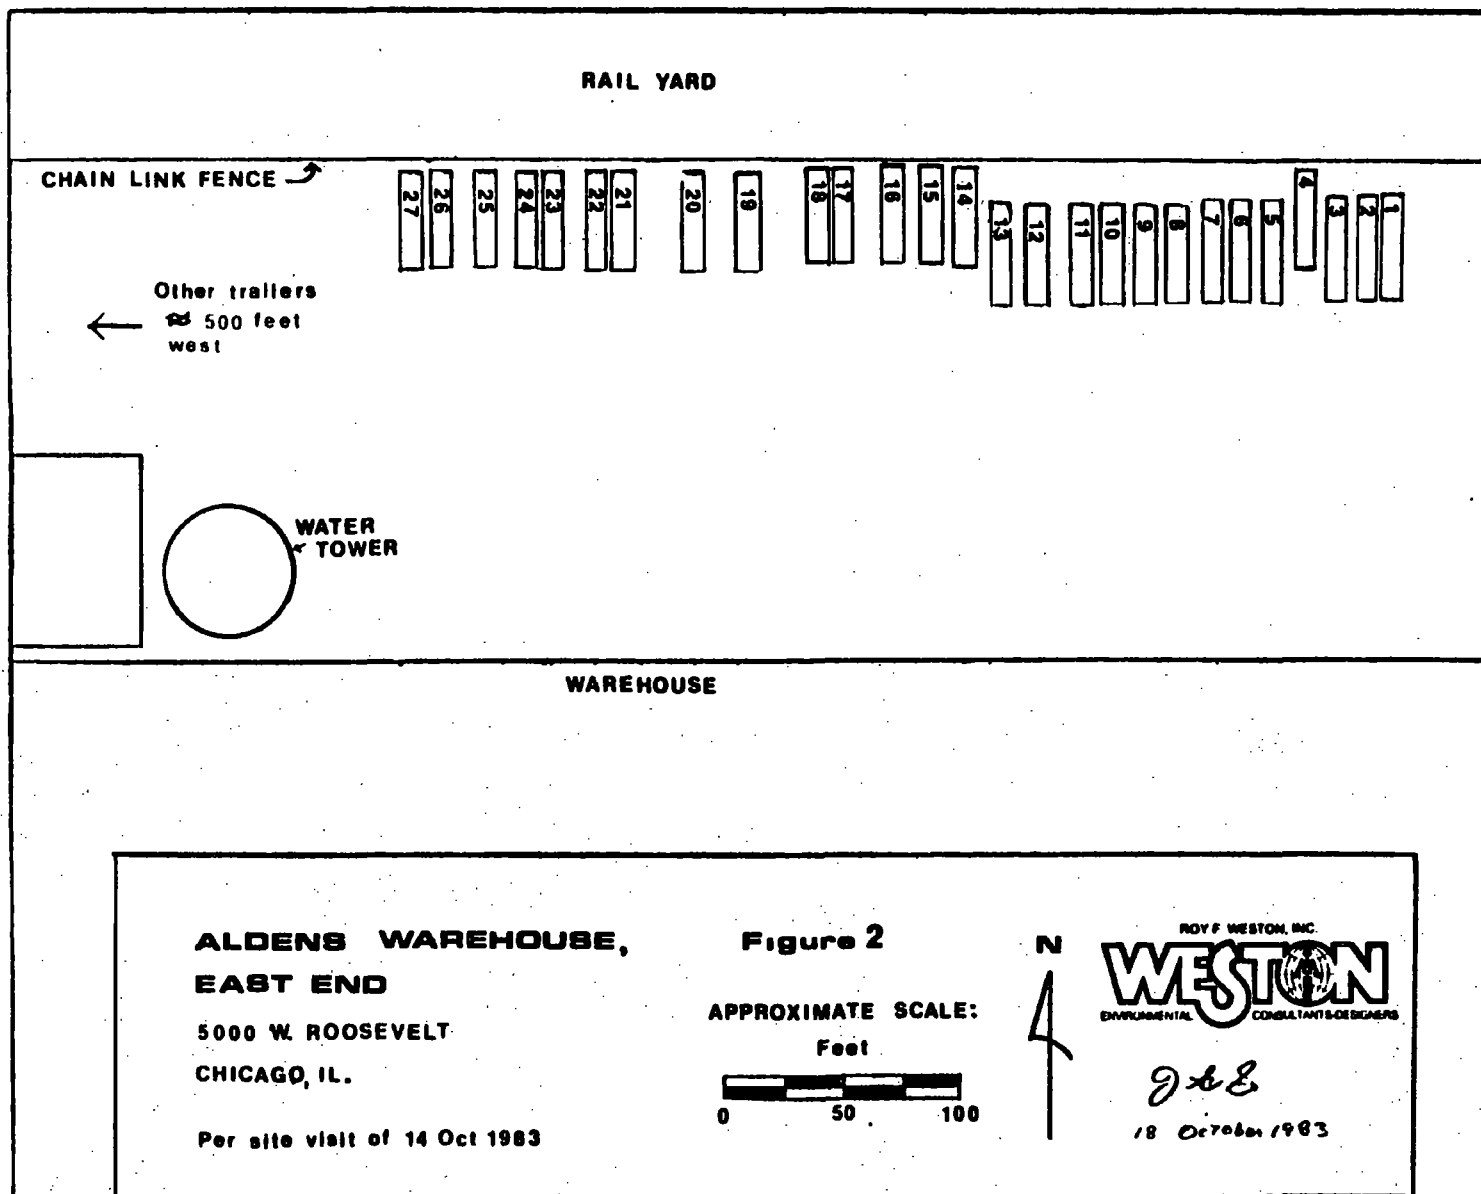 RAIL YARD
CHAIN LINK FENCE
27 26 25 24 23 22 21 20 19 18 17 16 15 14 13 12 11 10 9 8 7 6 5 4 3 2 1
Other trailers
≈ 500 feet
west
WATER
TOWER
WAREHOUSE
ALDENS WAREHOUSE,
EAST END
5000 W. ROOSEVELT
CHICAGO, IL.
Per site visit of 14 Oct 1983
Figure 2
APPROXIMATE SCALE:
Feet
0 50 100
N
ROY F. WESTON, INC.
WESTON
ENVIRONMENTAL CONSULTANTS-DESIGNERS
18 October 1983